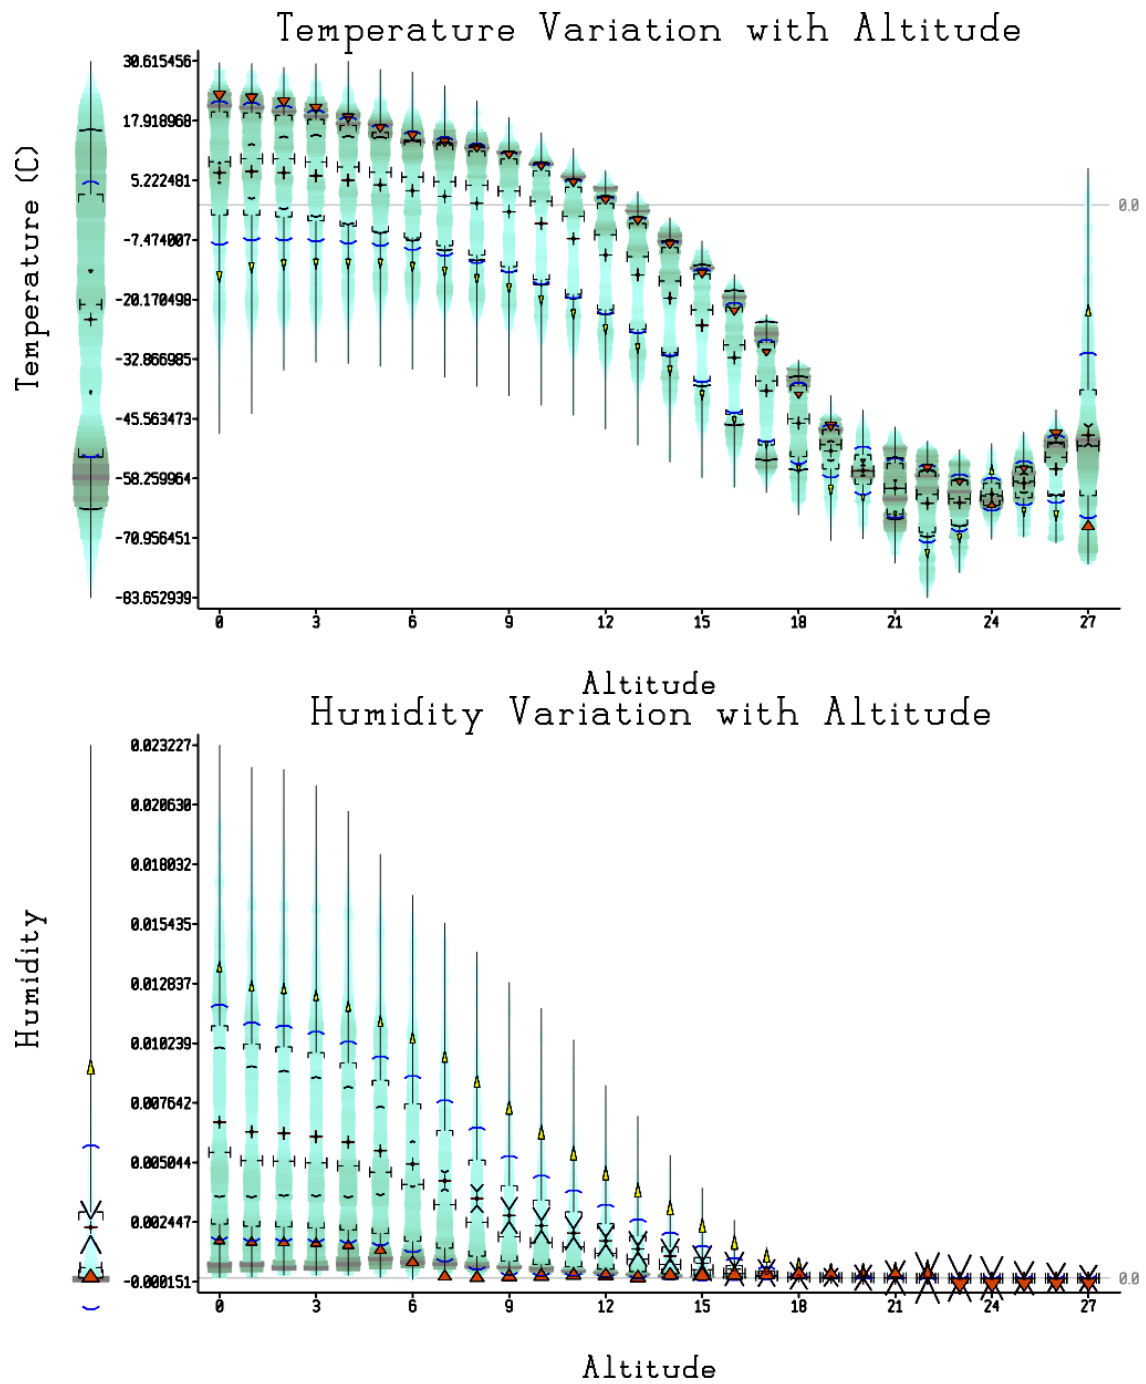 Temperature Variation with Altitude
30.615456
17.918968
5.222481
0.0
-7.474007
-20.170498
-32.866985
-45.563473
-58.259964
-70.956451
-83.652939
Temperature (C)
0 3 6 9 12 15 18 21 24 27
Altitude
Humidity Variation with Altitude
0.023227
0.020630
0.018032
0.015435
0.012837
0.010239
0.007642
0.005044
0.002447
-0.000151
0.0
Humidity
0 3 6 9 12 15 18 21 24 27
Altitude